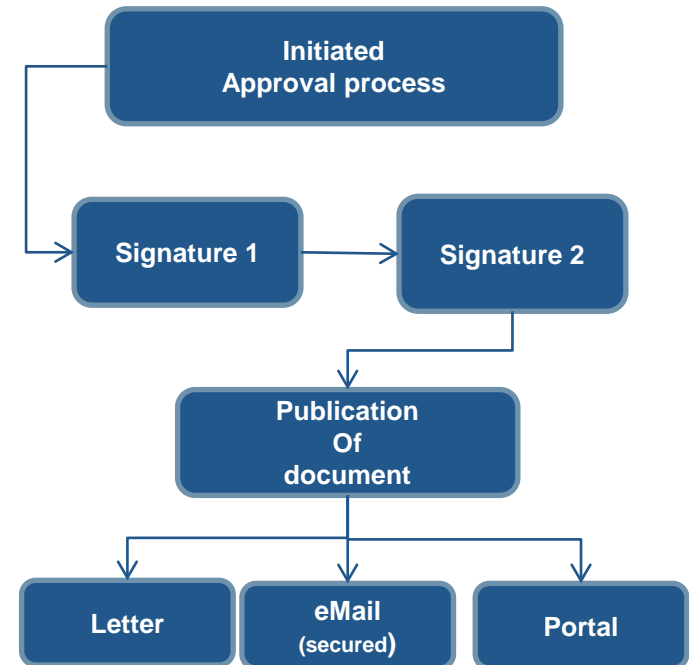 Initiated
Approval process
Signature 1
Signature 2
Publication
Of
document
Letter
eMail
(secured)
Portal